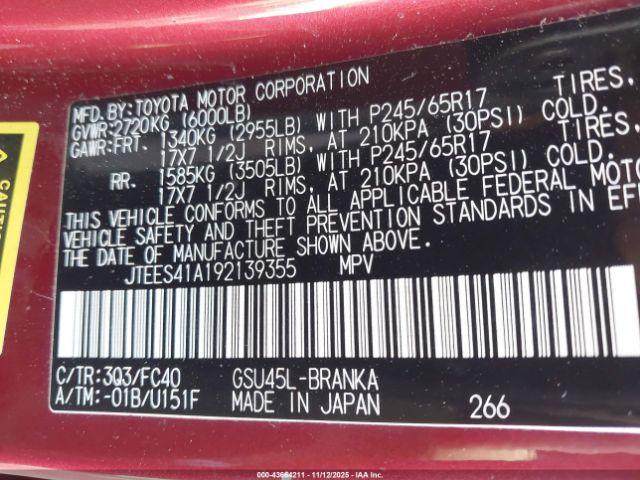 MFD. BY: TOYOTA MOTOR CORPORATION
GVWR: 2720KG (6000LB)
GAWR: FRT. 1340KG (2955LB) WITH P245/65R17 TIRES,
17X7 1/2J RIMS, AT 210KPA (30PSI) COLD.
RR. 1585KG (3505LB) WITH P245/65R17 TIRES,
17X7 1/2J RIMS, AT 210KPA (30PSI) COLD.
THIS VEHICLE CONFORMS TO ALL APPLICABLE FEDERAL MOTO
VEHICLE SAFETY AND THEFT PREVENTION STANDARDS IN EF
THE DATE OF MANUFACTURE SHOWN ABOVE.
JTEES41A192139355 MPV
C/TR: 3Q3/FC40 GSU45L-BRANKA
A/TM: -01B/U151F MADE IN JAPAN 266
CAUTIO
000-43664211 - 11/12/2025 - IAA